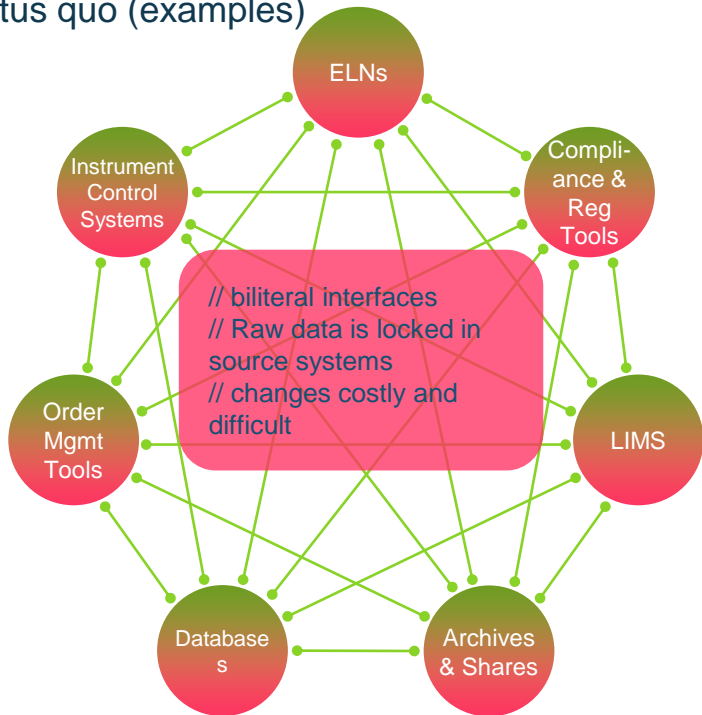 tus quo (examples)
ELNs
Instrument
Control
Systems
Compli-
ance &
Reg
Tools
// biliteral interfaces
// Raw data is locked in
source systems
// changes costly and
difficult
Order
Mgmt
Tools
LIMS
Database
s
Archives
& Shares